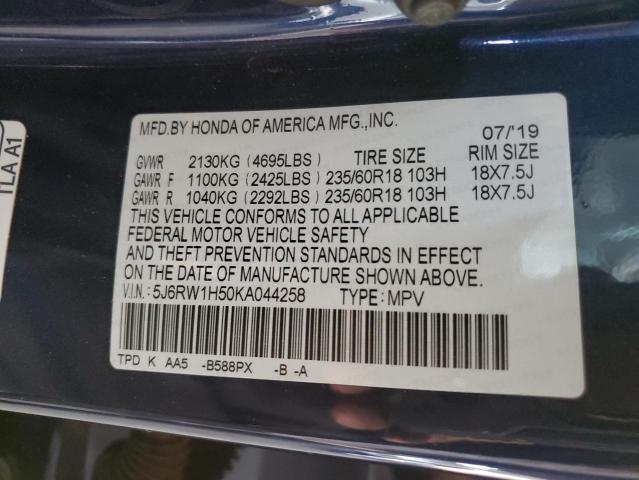 MFD.BY HONDA OF AMERICA MFG.,INC. 07/'19
GVWR 2130KG (4695LBS) TIRE SIZE RIM SIZE
GAWR F 1100KG (2425LBS) 235/60R18 103H 18X7.5J
GAWR R 1040KG (2292LBS) 235/60R18 103H 18X7.5J
THIS VEHICLE CONFORMS TO ALL APPLICABLE
FEDERAL MOTOR VEHICLE SAFETY
AND THEFT PREVENTION STANDARDS IN EFFECT
ON THE DATE OF MANUFACTURE SHOWN ABOVE.
V.I.N.: 5J6RW1H50KA044258 TYPE: MPV
TPD K AA5 -B588PX -B -A
TLA A1